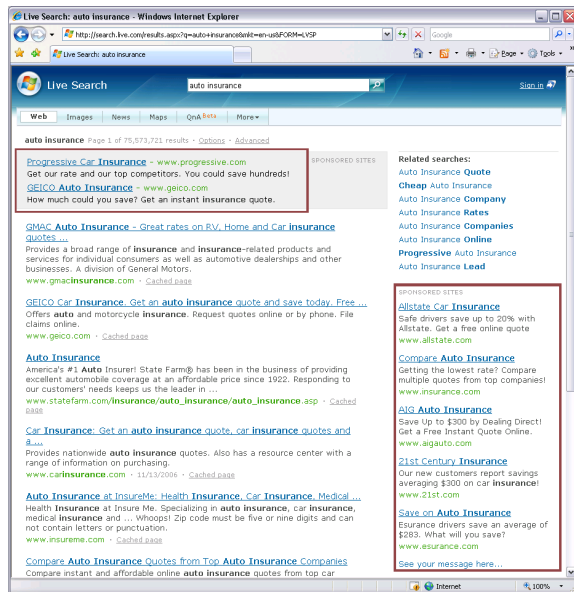 Live Search: auto insurance - Windows Internet Explorer
http://search.live.com/results.aspx?q=auto+insurance&mkt=en-us&FORM=LVSP
Google
Live Search: auto insurance
Page
Tools
Live Search
auto insurance
Sign in
Web Images News Maps QnA Beta More
auto insurance Page 1 of 75,573,721 results · Options · Advanced
Progressive Car Insurance - www.progressive.com
SPONSORED SITES
Get our rate and our top competitors. You could save hundreds!
GEICO Auto Insurance - www.geico.com
How much could you save? Get an instant insurance quote.
GMAC Auto Insurance - Great rates on RV, Home and Car insurance
quotes ...
Provides a broad range of insurance and insurance-related products and
services for individual consumers as well as automotive dealerships and other
businesses. A division of General Motors.
www.gmacinsurance.com · Cached page
GEICO Car Insurance. Get an auto insurance quote and save today. Free ...
Offers auto and motorcycle insurance. Request quotes online or by phone. File
claims online.
www.geico.com · Cached page
Auto Insurance
America's #1 Auto Insurer! State Farm® has been in the business of providing
excellent automobile coverage at an affordable price since 1922. Responding to
our customers' needs keeps us the leader in ...
www.statefarm.com/insurance/auto_insurance/auto_insurance.asp · Cached
page
Car Insurance: Get an auto insurance quote, car insurance quotes and
a ...
Provides nationwide auto insurance quotes. Also has a resource center with a
range of information on purchasing.
www.carinsurance.com · 11/13/2006 · Cached page
Auto Insurance at InsureMe: Health Insurance, Car Insurance, Medical ...
Health Insurance at Insure Me. Specializing in auto insurance, car insurance,
medical insurance and ... Whoops! Zip code must be five or nine digits and can
not contain letters or punctuation.
www.insureme.com · Cached page
Compare Auto Insurance Quotes from Top Auto Insurance Companies
Compare instant and affordable online auto insurance quotes from top car
Related searches:
Auto Insurance Quote
Cheap Auto Insurance
Auto Insurance Company
Auto Insurance Rates
Auto Insurance Companies
Auto Insurance Online
Progressive Auto Insurance
Auto Insurance Lead
SPONSORED SITES
Allstate Car Insurance
Safe drivers save up to 20% with
Allstate. Get a free online quote
www.allstate.com
Compare Auto Insurance
Getting the lowest rate? Compare
multiple quotes from top companies!
www.insurance.com
AIG Auto Insurance
Save Up to $300 by Dealing Direct!
Get a Free Instant Quote Online.
www.aigauto.com
21st Century Insurance
Our new customers report savings
averaging $300 on car insurance!
www.21st.com
Save on Auto Insurance
Esurance drivers save an average of
$283. What will you save?
www.esurance.com
See your message here...
Internet
100%